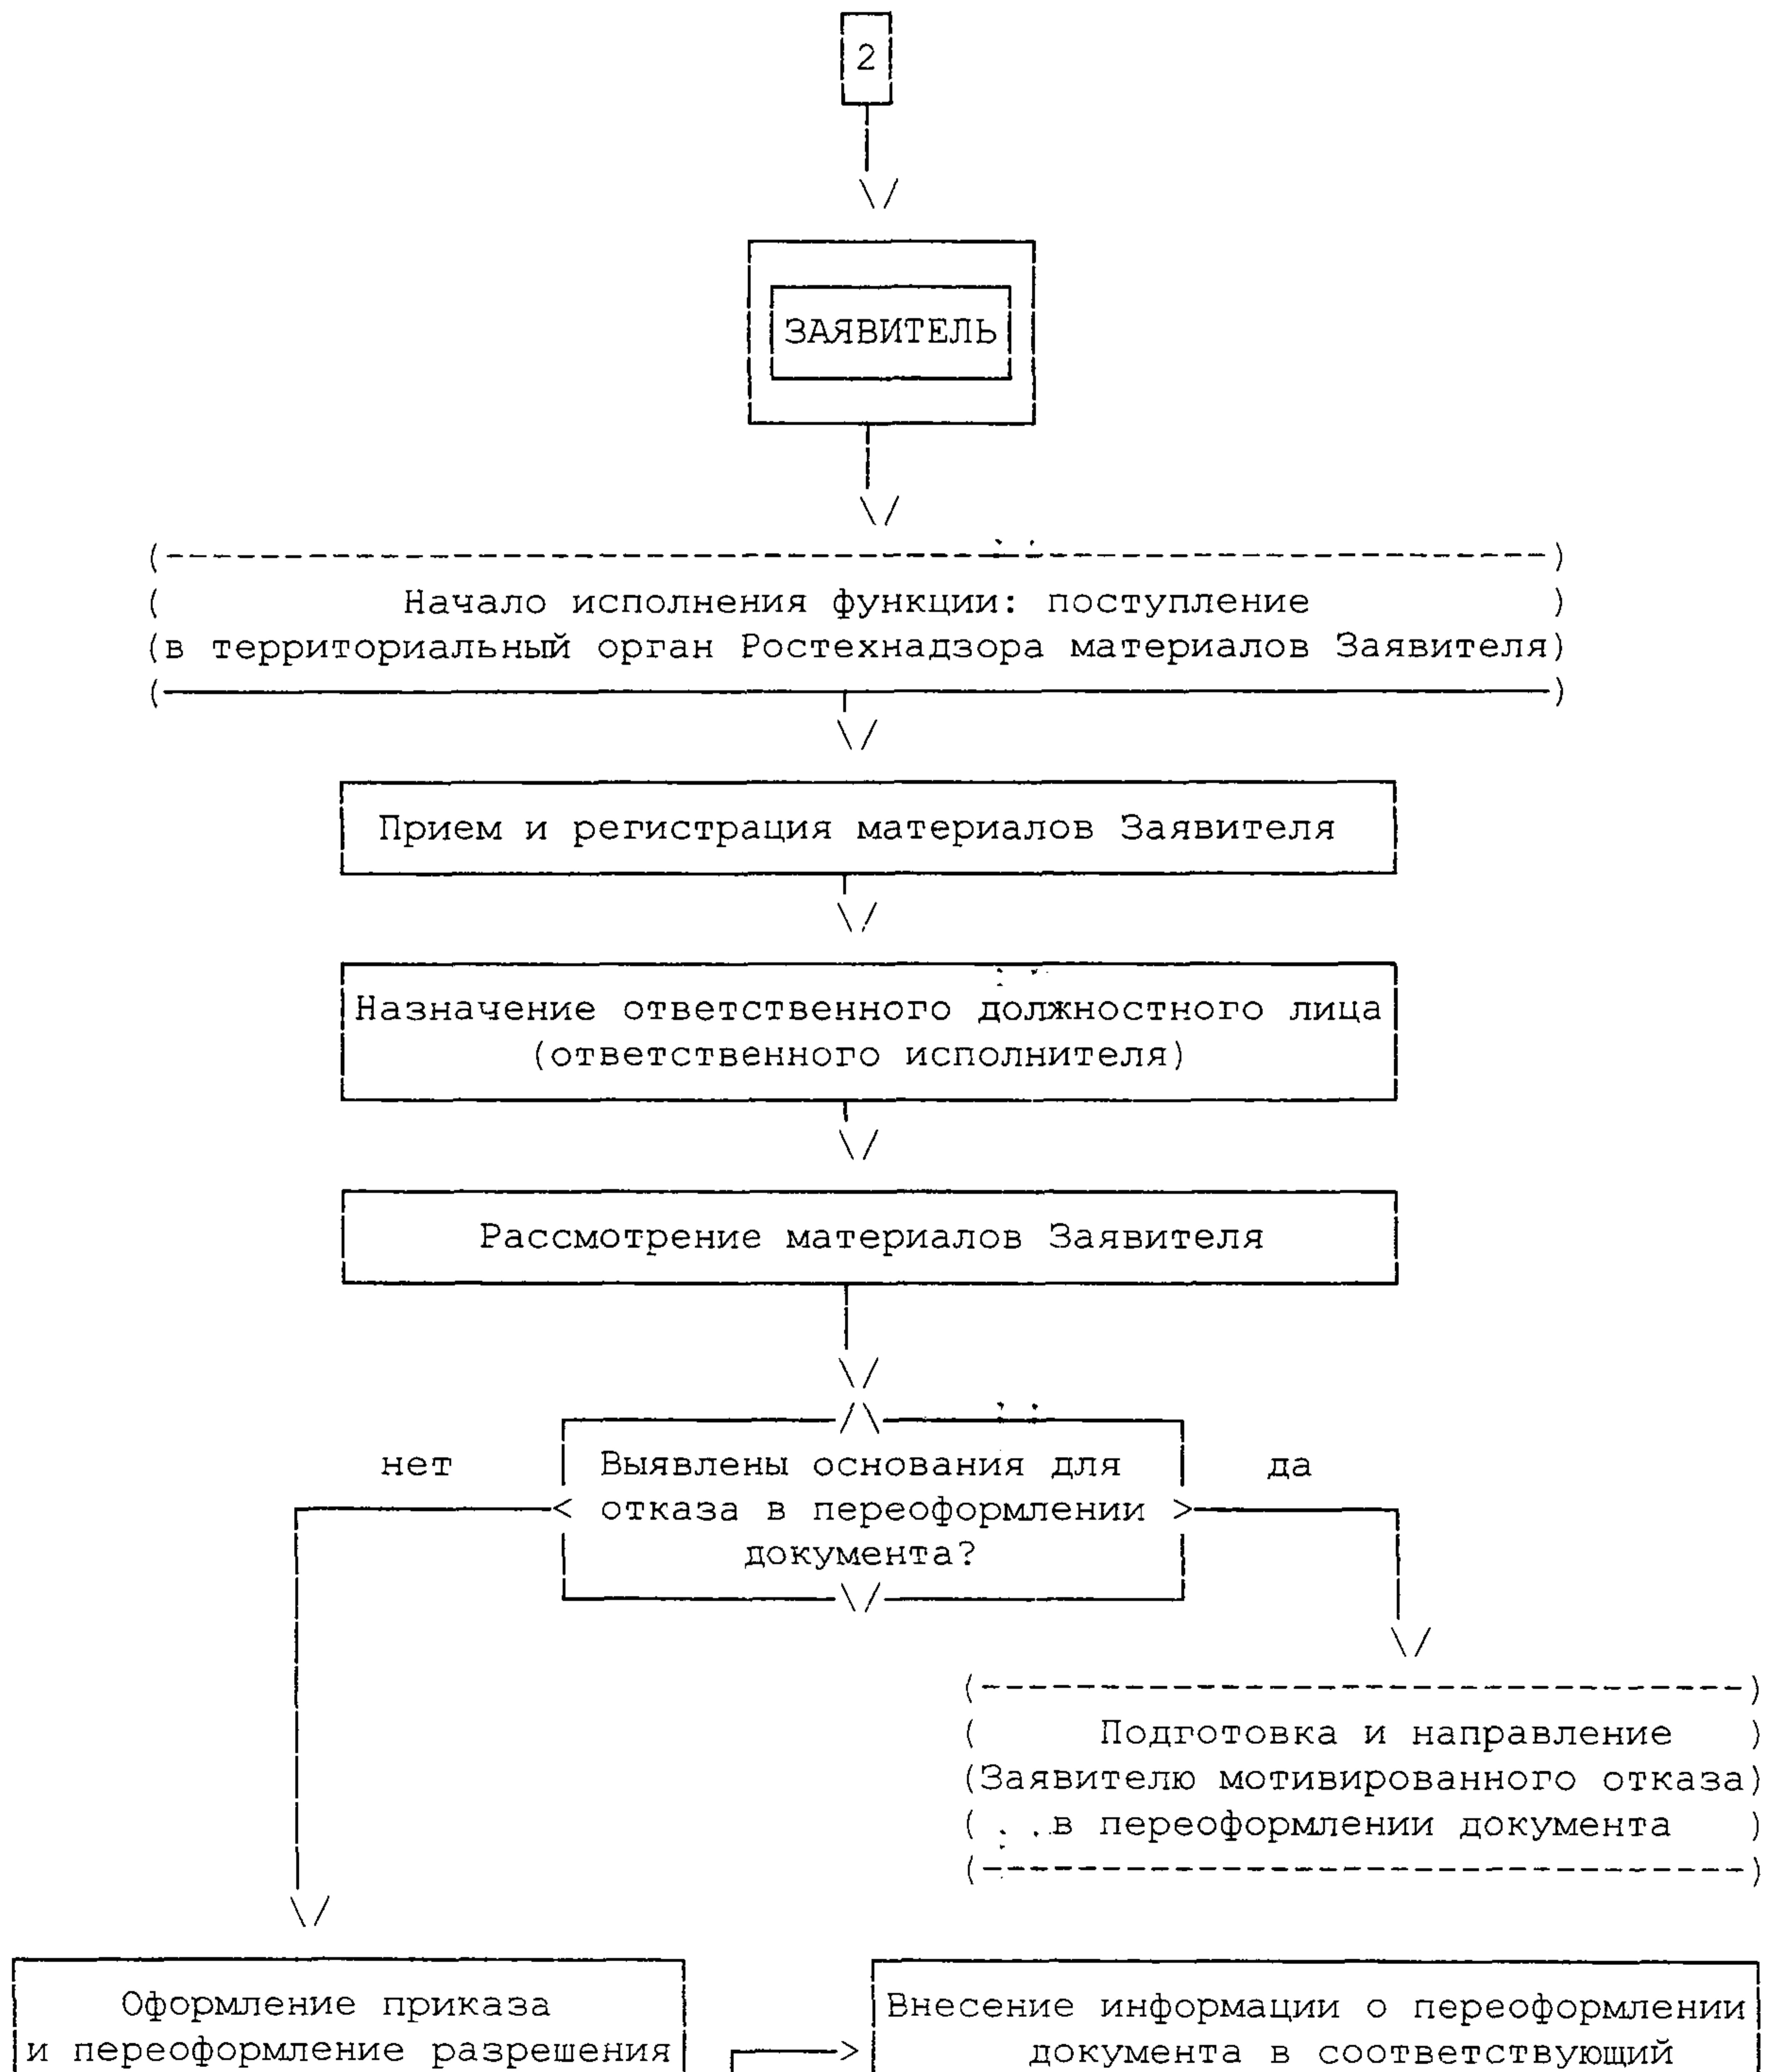 2
ЗАЯВИТЕЛЬ
Начало исполнения функции: поступление
в территориальный орган Ростехнадзора материалов Заявителя
Прием и регистрация материалов Заявителя
Назначение ответственного должностного лица
(ответственного исполнителя)
Рассмотрение материалов Заявителя
нет
Выявлены основания для
отказа в переоформлении
документа?
да
Подготовка и направление
Заявителю мотивированного отказа
в переоформлении документа
Оформление приказа
и переоформление разрешения
Внесение информации о переоформлении
документа в соответствующий